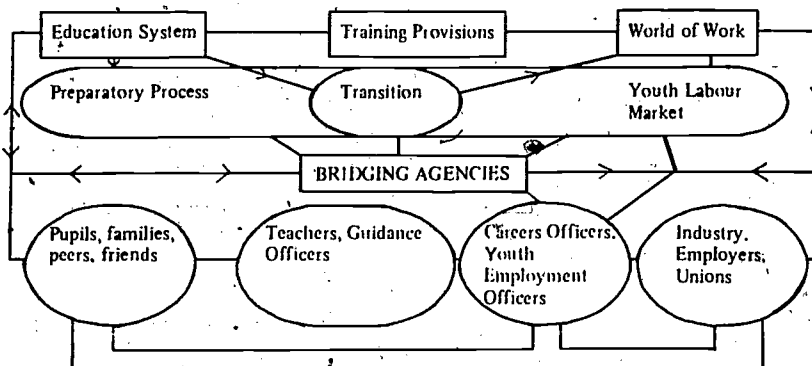 Education System
Training Provisions
World of Work
Preparatory Process
Transition
Youth Labour
Market
BRIDGING AGENCIES
Pupils, families,
peers, friends
Teachers, Guidance
Officers
Careers Officers,
Youth
Employment
Officers
Industry,
Employers,
Unions